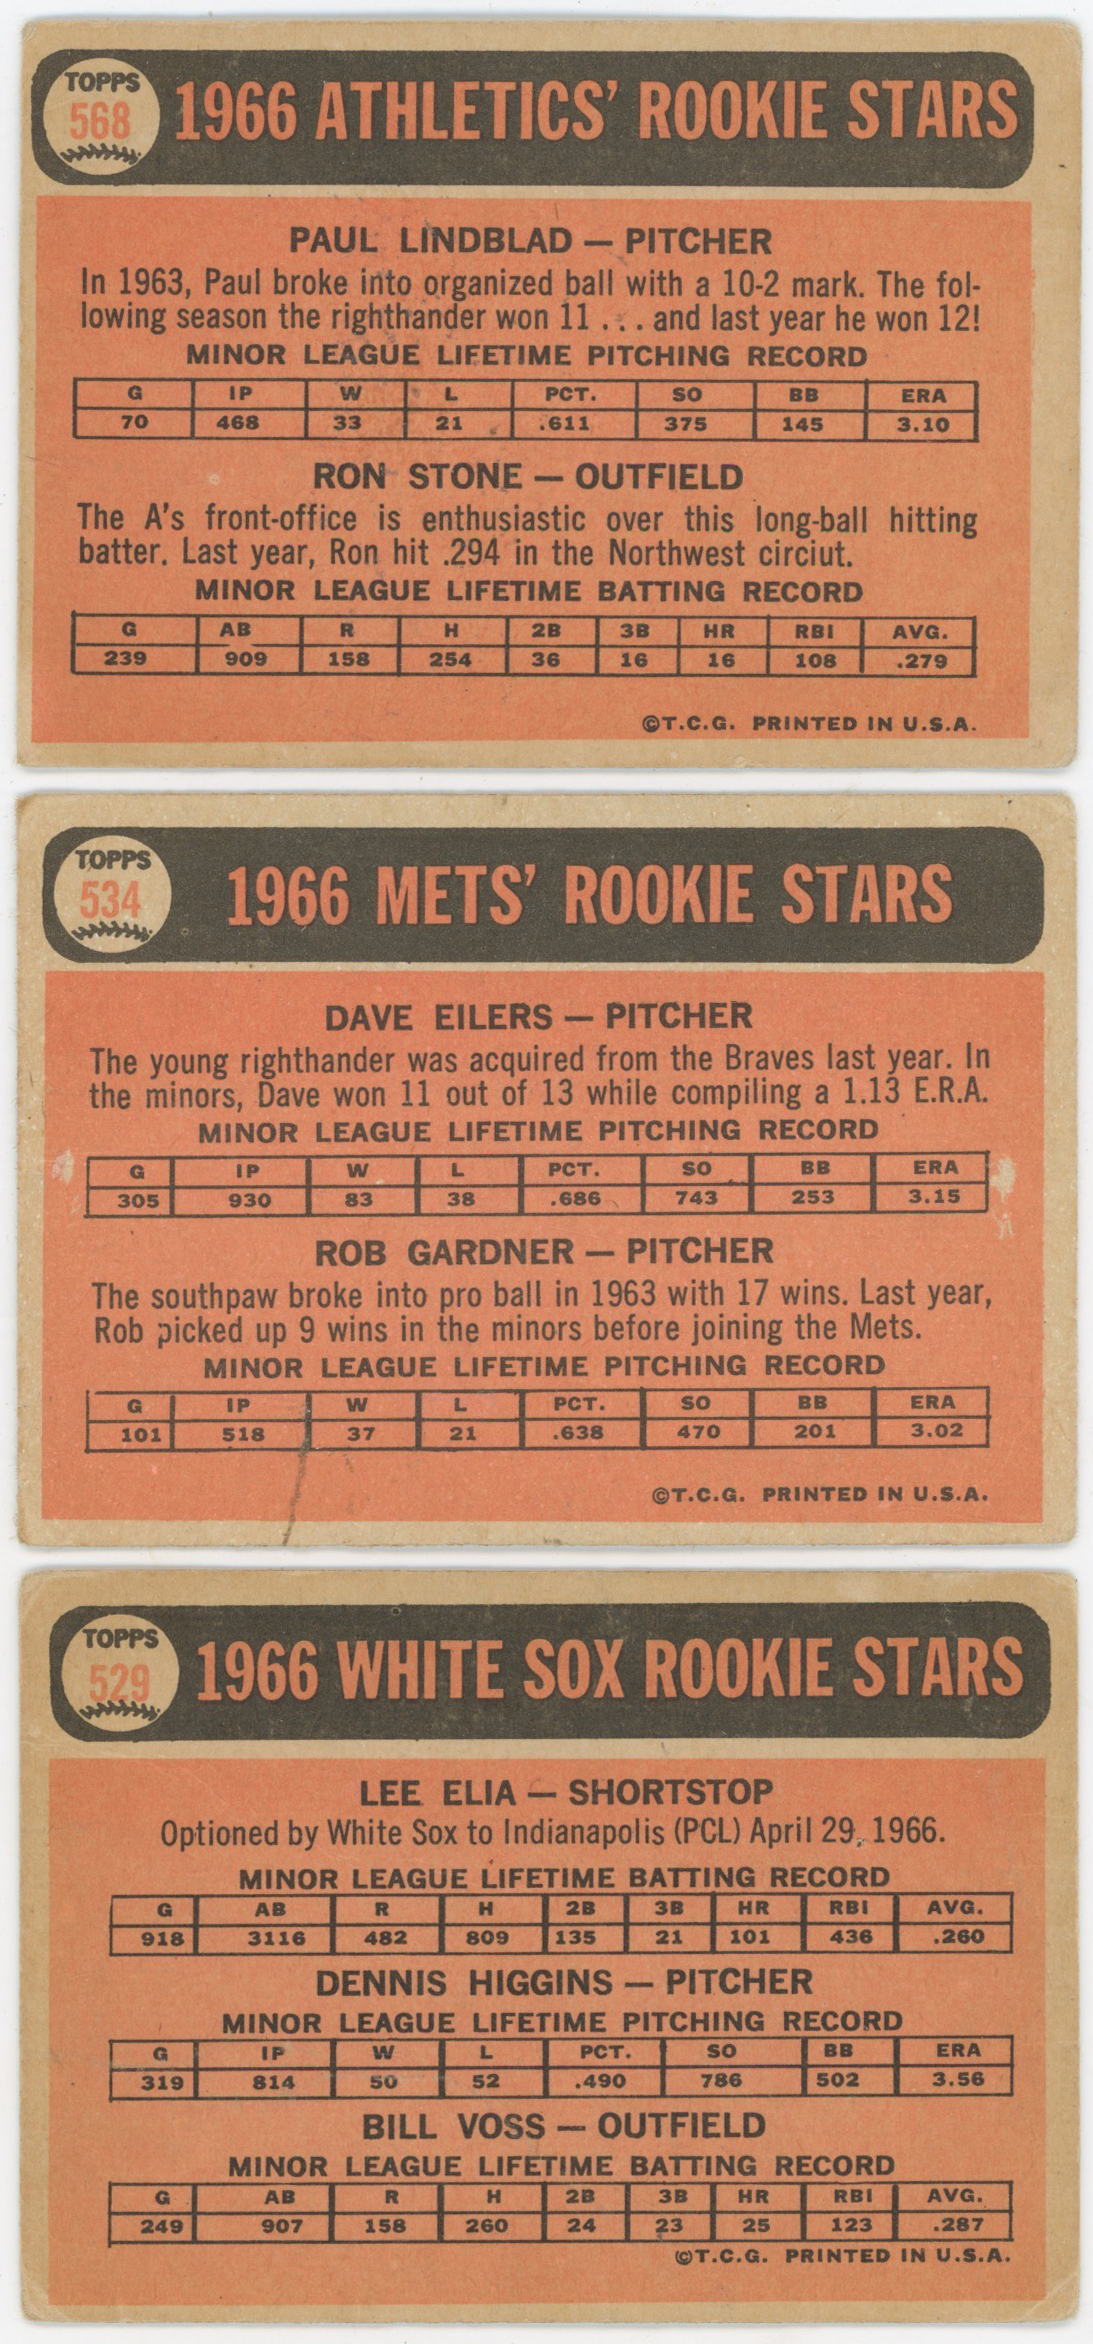 TOPPS
568
1966 ATHLETICS' ROOKIE STARS
PAUL LINDBLAD — PITCHER
In 1963, Paul broke into organized ball with a 10-2 mark. The fol-
lowing season the righthander won 11 ... and last year he won 12!
MINOR LEAGUE LIFETIME PITCHING RECORD
G IP W L PCT. SO BB ERA
70 468 33 21 .611 375 145 3.10
RON STONE — OUTFIELD
The A's front-office is enthusiastic over this long-ball hitting
batter. Last year, Ron hit .294 in the Northwest circiut.
MINOR LEAGUE LIFETIME BATTING RECORD
G AB R H 2B 3B HR RBI AVG.
239 909 158 254 36 16 16 108 .279
©T.C.G. PRINTED IN U.S.A.
TOPPS
534
1966 METS' ROOKIE STARS
DAVE EILERS — PITCHER
The young righthander was acquired from the Braves last year. In
the minors, Dave won 11 out of 13 while compiling a 1.13 E.R.A.
MINOR LEAGUE LIFETIME PITCHING RECORD
G IP W L PCT. SO BB ERA
305 930 83 38 .686 743 253 3.15
ROB GARDNER — PITCHER
The southpaw broke into pro ball in 1963 with 17 wins. Last year,
Rob picked up 9 wins in the minors before joining the Mets.
MINOR LEAGUE LIFETIME PITCHING RECORD
G IP W L PCT. SO BB ERA
101 518 37 21 .638 470 201 3.02
©T.C.G. PRINTED IN U.S.A.
TOPPS
529
1966 WHITE SOX ROOKIE STARS
LEE ELIA — SHORTSTOP
Optioned by White Sox to Indianapolis (PCL) April 29, 1966.
MINOR LEAGUE LIFETIME BATTING RECORD
G AB R H 2B 3B HR RBI AVG.
918 3116 482 809 135 21 101 436 .260
DENNIS HIGGINS — PITCHER
MINOR LEAGUE LIFETIME PITCHING RECORD
G IP W L PCT. SO BB ERA
319 814 50 52 .490 786 502 3.56
BILL VOSS — OUTFIELD
MINOR LEAGUE LIFETIME BATTING RECORD
G AB R H 2B 3B HR RBI AVG.
249 907 158 260 24 23 25 123 .287
©T.C.G. PRINTED IN U.S.A.